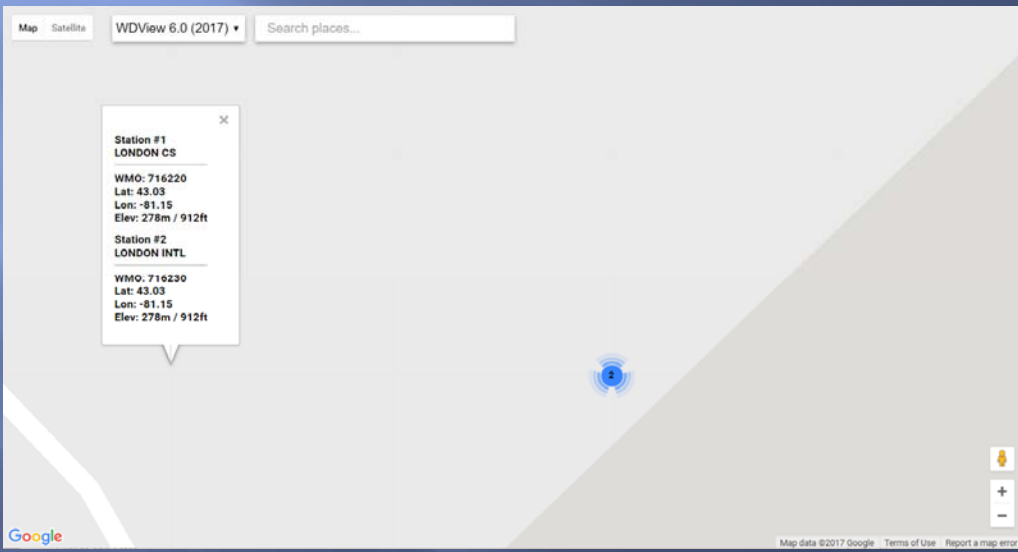 Map Satellite WDView 6.0 (2017) Search places...
Station #1
LONDON CS
WMO: 716220
Lat: 43.03
Lon: -81.15
Elev: 278m / 912ft
Station #2
LONDON INTL
WMO: 716230
Lat: 43.03
Lon: -81.15
Elev: 278m / 912ft
2
Google
Map data ©2017 Google Terms of Use Report a map error